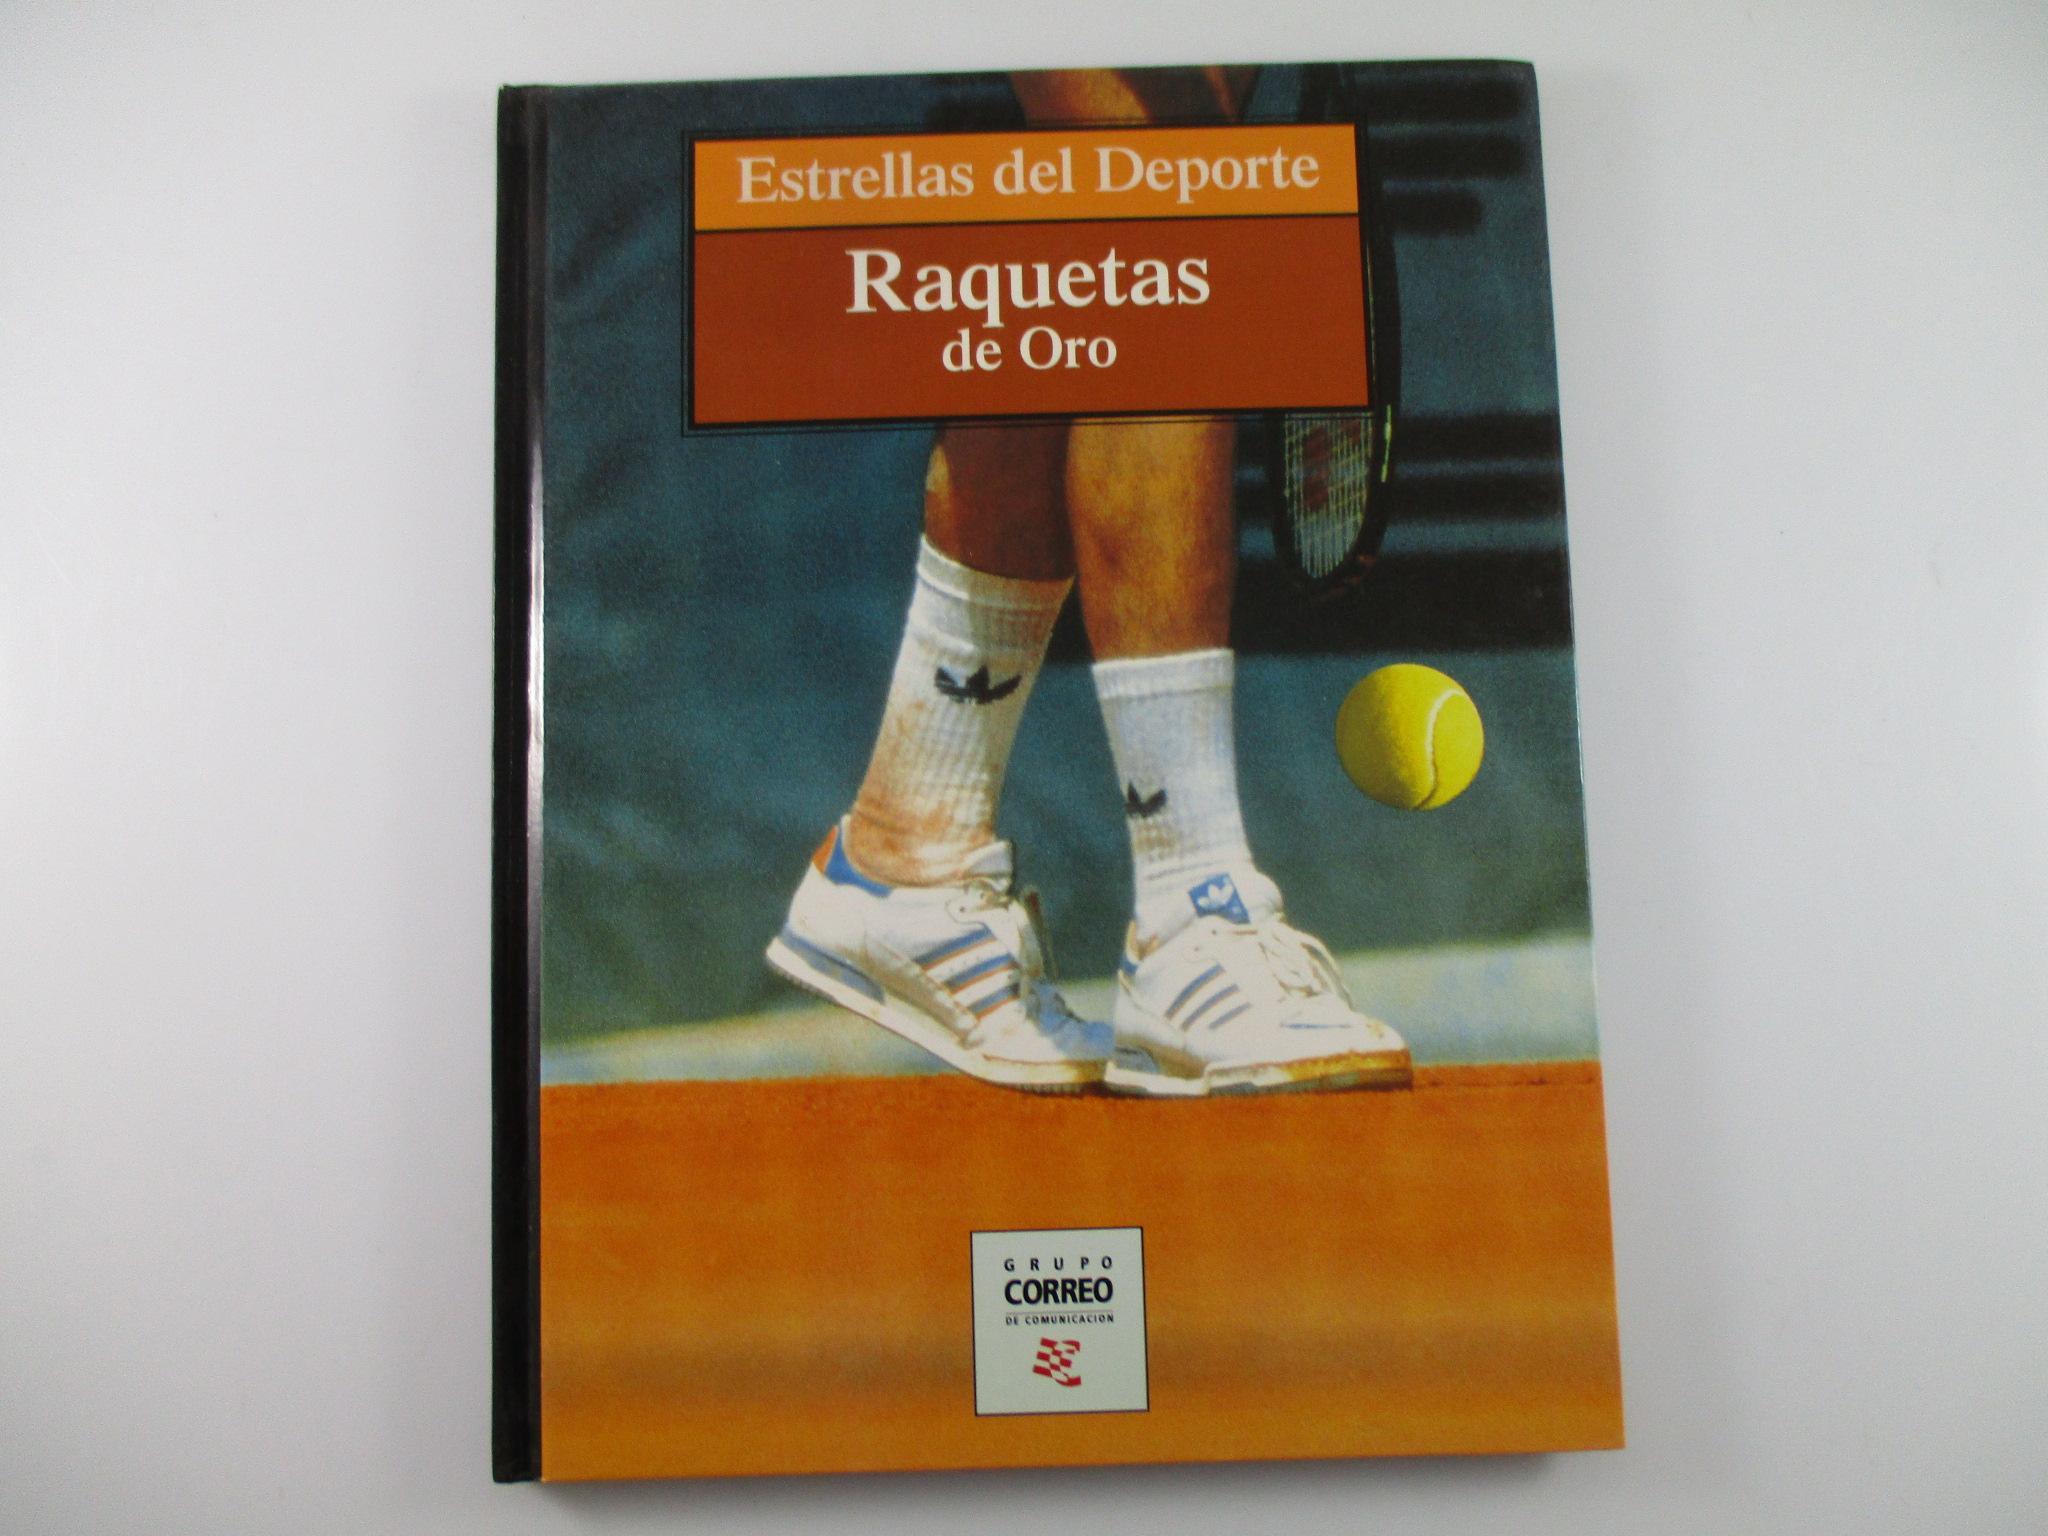 Estrellas del Deporte
Raquetas
de Oro
GRUPO
CORREO
DE COMUNICACION